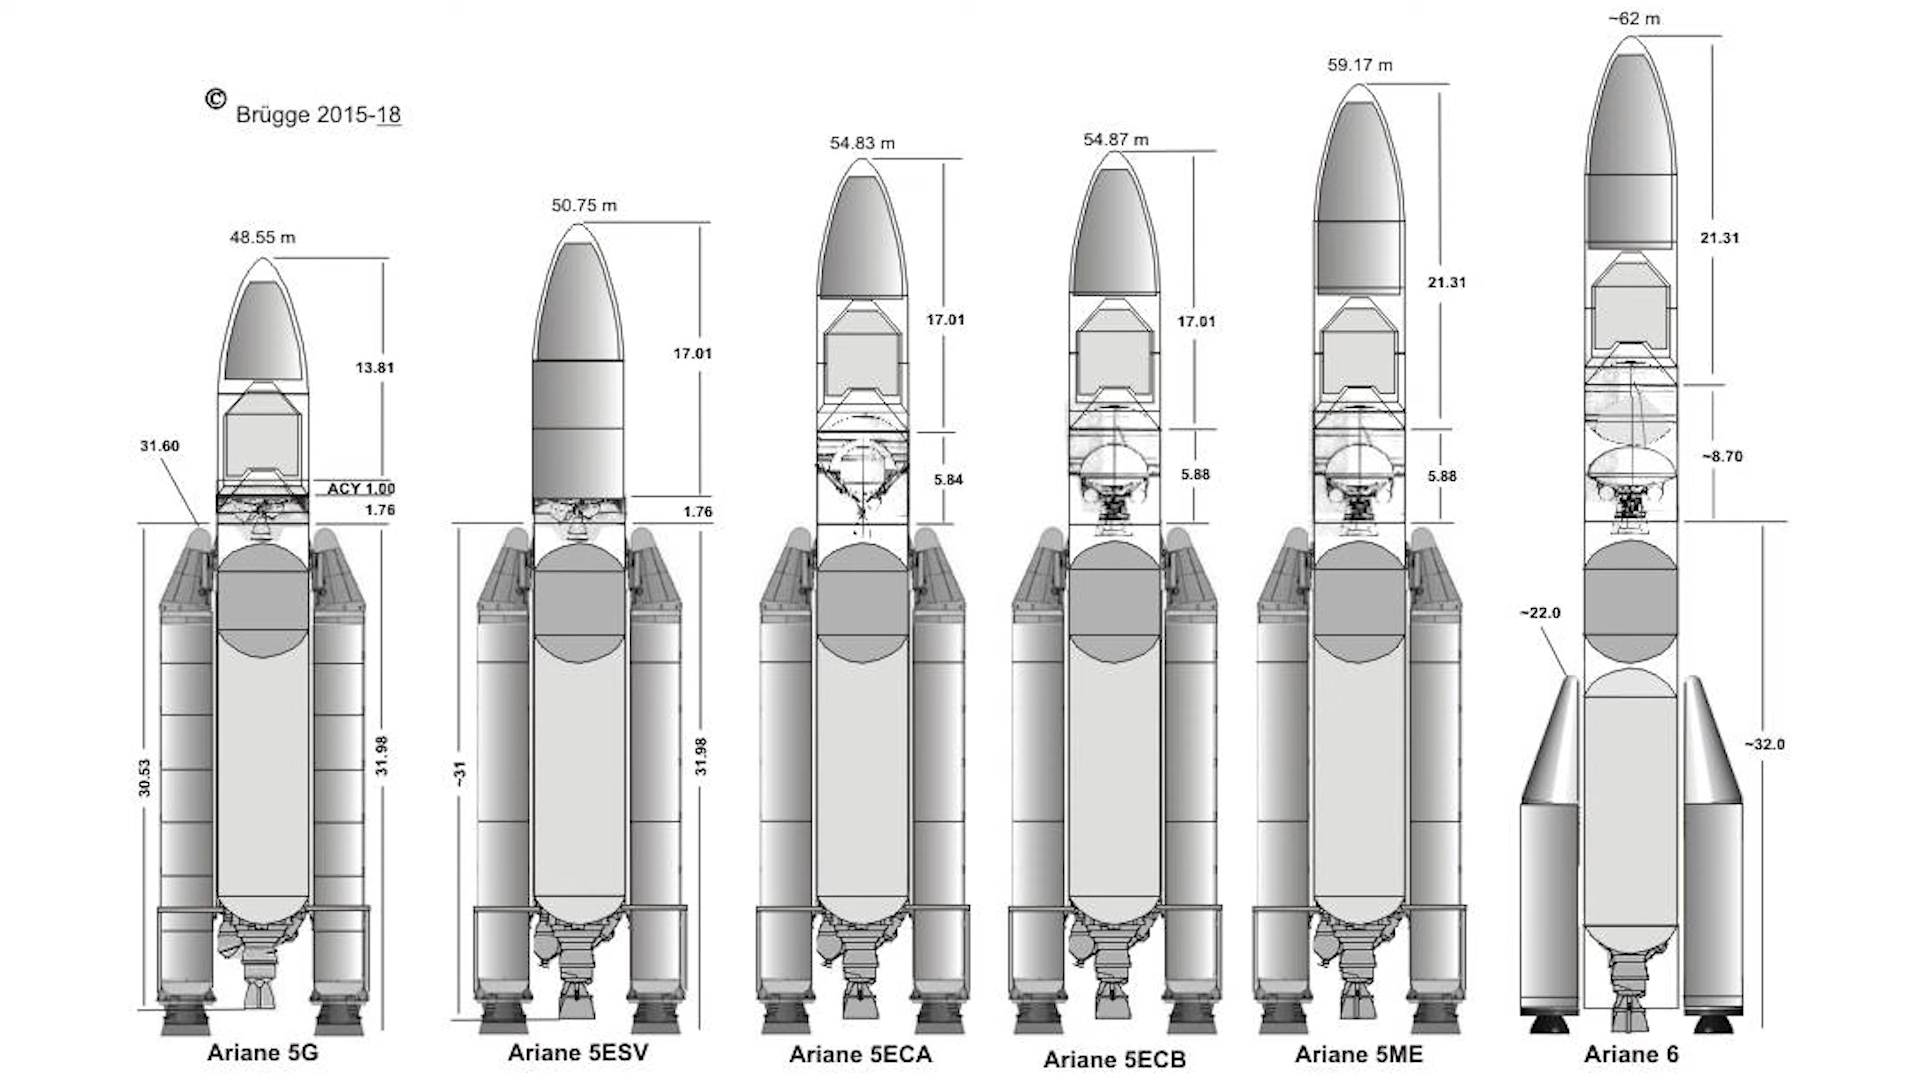 ©
Brügge 2015-18
48.55 m
13.81
31.60
ACY 1.00
1.76
30.53
31.98
Ariane 5G
50.75 m
17.01
1.76
~31
31.98
Ariane 5ESV
54.83 m
17.01
5.84
Ariane 5ECA
54.87 m
17.01
5.88
Ariane 5ECB
59.17 m
21.31
5.88
Ariane 5ME
~62 m
21.31
~8.70
~22.0
~32.0
Ariane 6